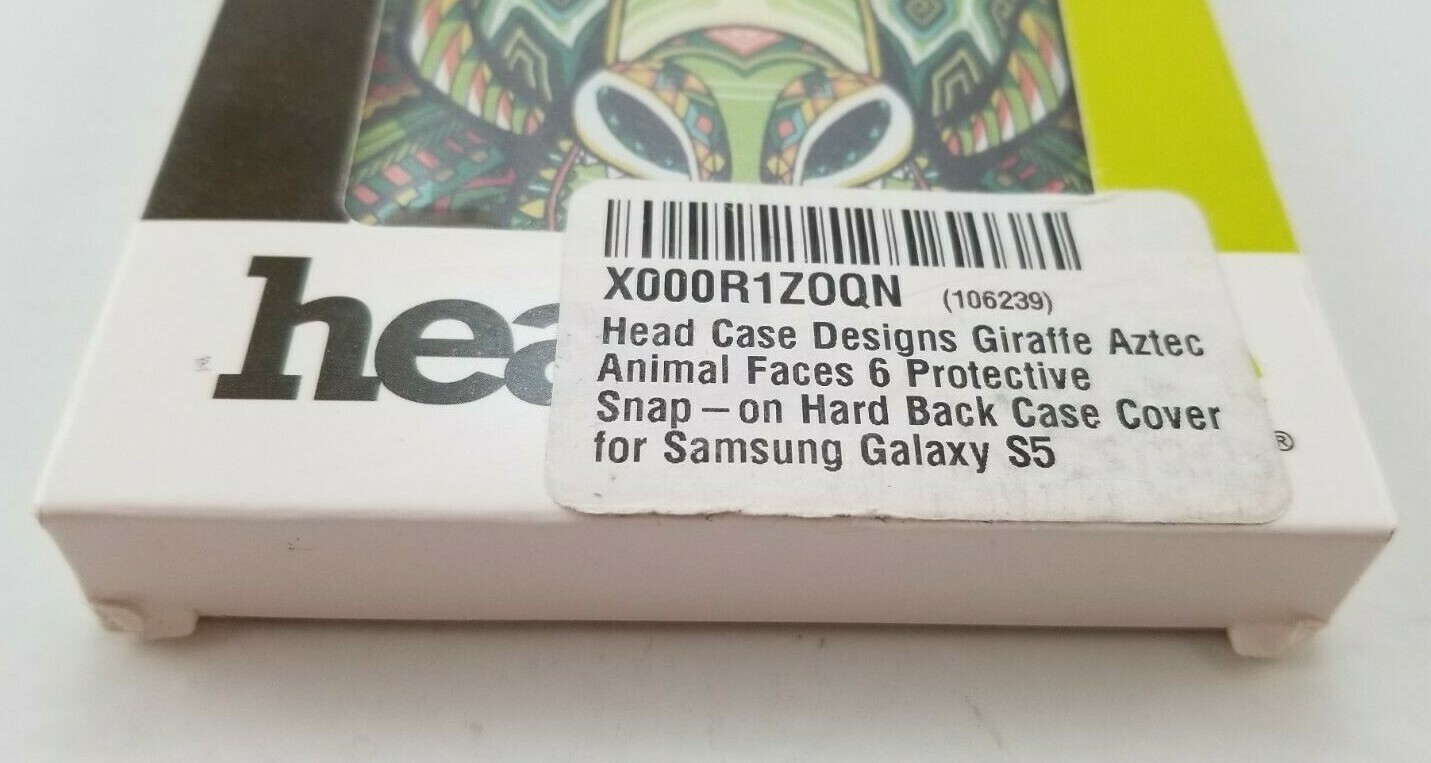 X000R1ZOQN (106239)
Head Case Designs Giraffe Aztec
Animal Faces 6 Protective
Snap—on Hard Back Case Cover
for Samsung Galaxy S5
hea
®